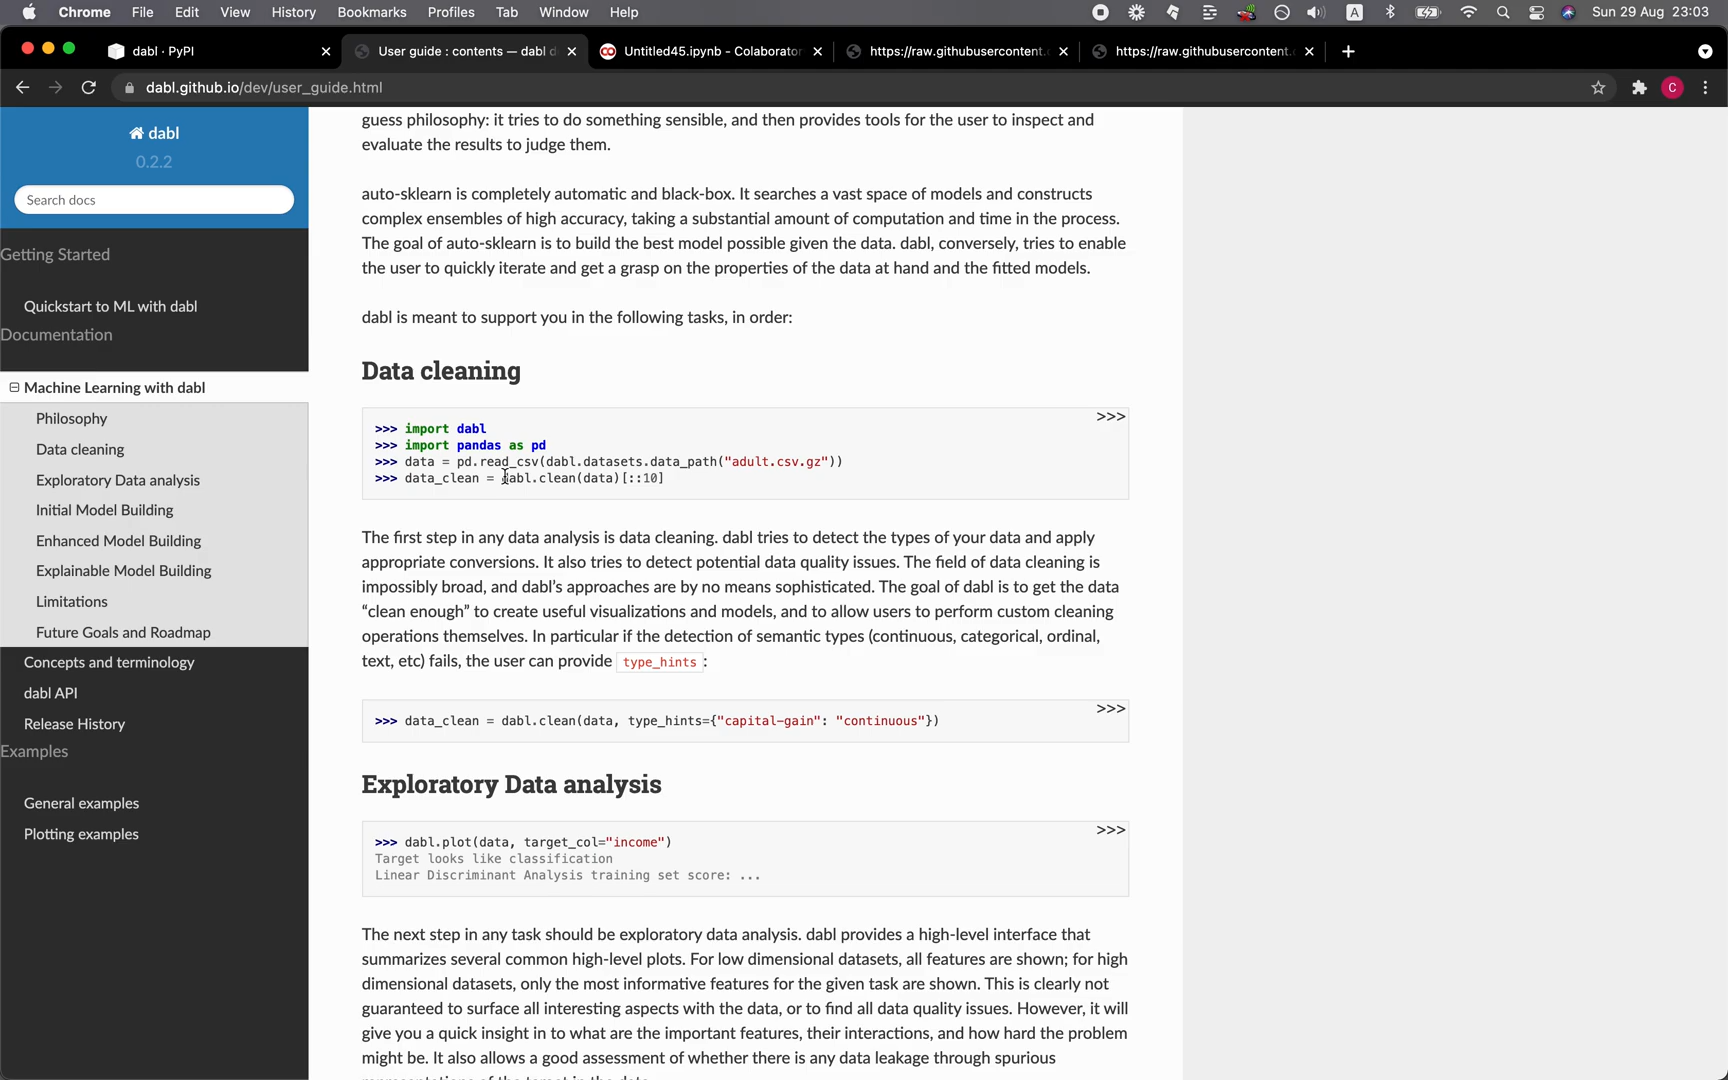 Chrome File Edit View History Bookmarks Profiles Tab Window Help A Sun 29 Aug 23:03
dabl · PyPI User guide : contents — dabl d Untitled45.ipynb - Colaborator https://raw.githubusercontent. https://raw.githubusercontent.
dabl.github.io/dev/user_guide.html C
dabl
0.2.2
Search docs
Getting Started
Quickstart to ML with dabl
Documentation
Machine Learning with dabl
Philosophy
Data cleaning
Exploratory Data analysis
Initial Model Building
Enhanced Model Building
Explainable Model Building
Limitations
Future Goals and Roadmap
Concepts and terminology
dabl API
Release History
Examples
General examples
Plotting examples
guess philosophy: it tries to do something sensible, and then provides tools for the user to inspect and
evaluate the results to judge them.
auto-sklearn is completely automatic and black-box. It searches a vast space of models and constructs
complex ensembles of high accuracy, taking a substantial amount of computation and time in the process.
The goal of auto-sklearn is to build the best model possible given the data. dabl, conversely, tries to enable
the user to quickly iterate and get a grasp on the properties of the data at hand and the fitted models.
dabl is meant to support you in the following tasks, in order:
Data cleaning
>>>
>>> import dabl
>>> import pandas as pd
>>> data = pd.read_csv(dabl.datasets.data_path("adult.csv.gz"))
>>> data_clean = dabl.clean(data)[::10]
The first step in any data analysis is data cleaning. dabl tries to detect the types of your data and apply
appropriate conversions. It also tries to detect potential data quality issues. The field of data cleaning is
impossibly broad, and dabl's approaches are by no means sophisticated. The goal of dabl is to get the data
“clean enough” to create useful visualizations and models, and to allow users to perform custom cleaning
operations themselves. In particular if the detection of semantic types (continuous, categorical, ordinal,
text, etc) fails, the user can provide type_hints :
>>>
>>> data_clean = dabl.clean(data, type_hints={"capital-gain": "continuous"})
Exploratory Data analysis
>>>
>>> dabl.plot(data, target_col="income")
Target looks like classification
Linear Discriminant Analysis training set score: ...
The next step in any task should be exploratory data analysis. dabl provides a high-level interface that
summarizes several common high-level plots. For low dimensional datasets, all features are shown; for high
dimensional datasets, only the most informative features for the given task are shown. This is clearly not
guaranteed to surface all interesting aspects with the data, or to find all data quality issues. However, it will
give you a quick insight in to what are the important features, their interactions, and how hard the problem
might be. It also allows a good assessment of whether there is any data leakage through spurious